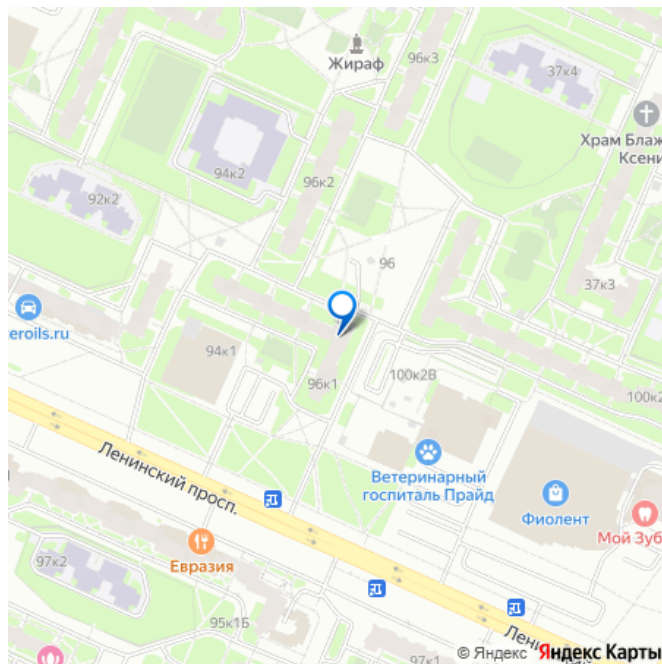 96к3
37к4
Жираф
Храм Блаж
Ксени
94к2
96к2
92к2
96
37к3
eroils.ru
94к1
96к1
100к2В
100к2
Ленинский просп.
Ветеринарный
госпиталь Прайд
Фиолент
Мой Зуб
Евразия
97к2
95к1Б
97к1
© Яндекс Яндекс Карты